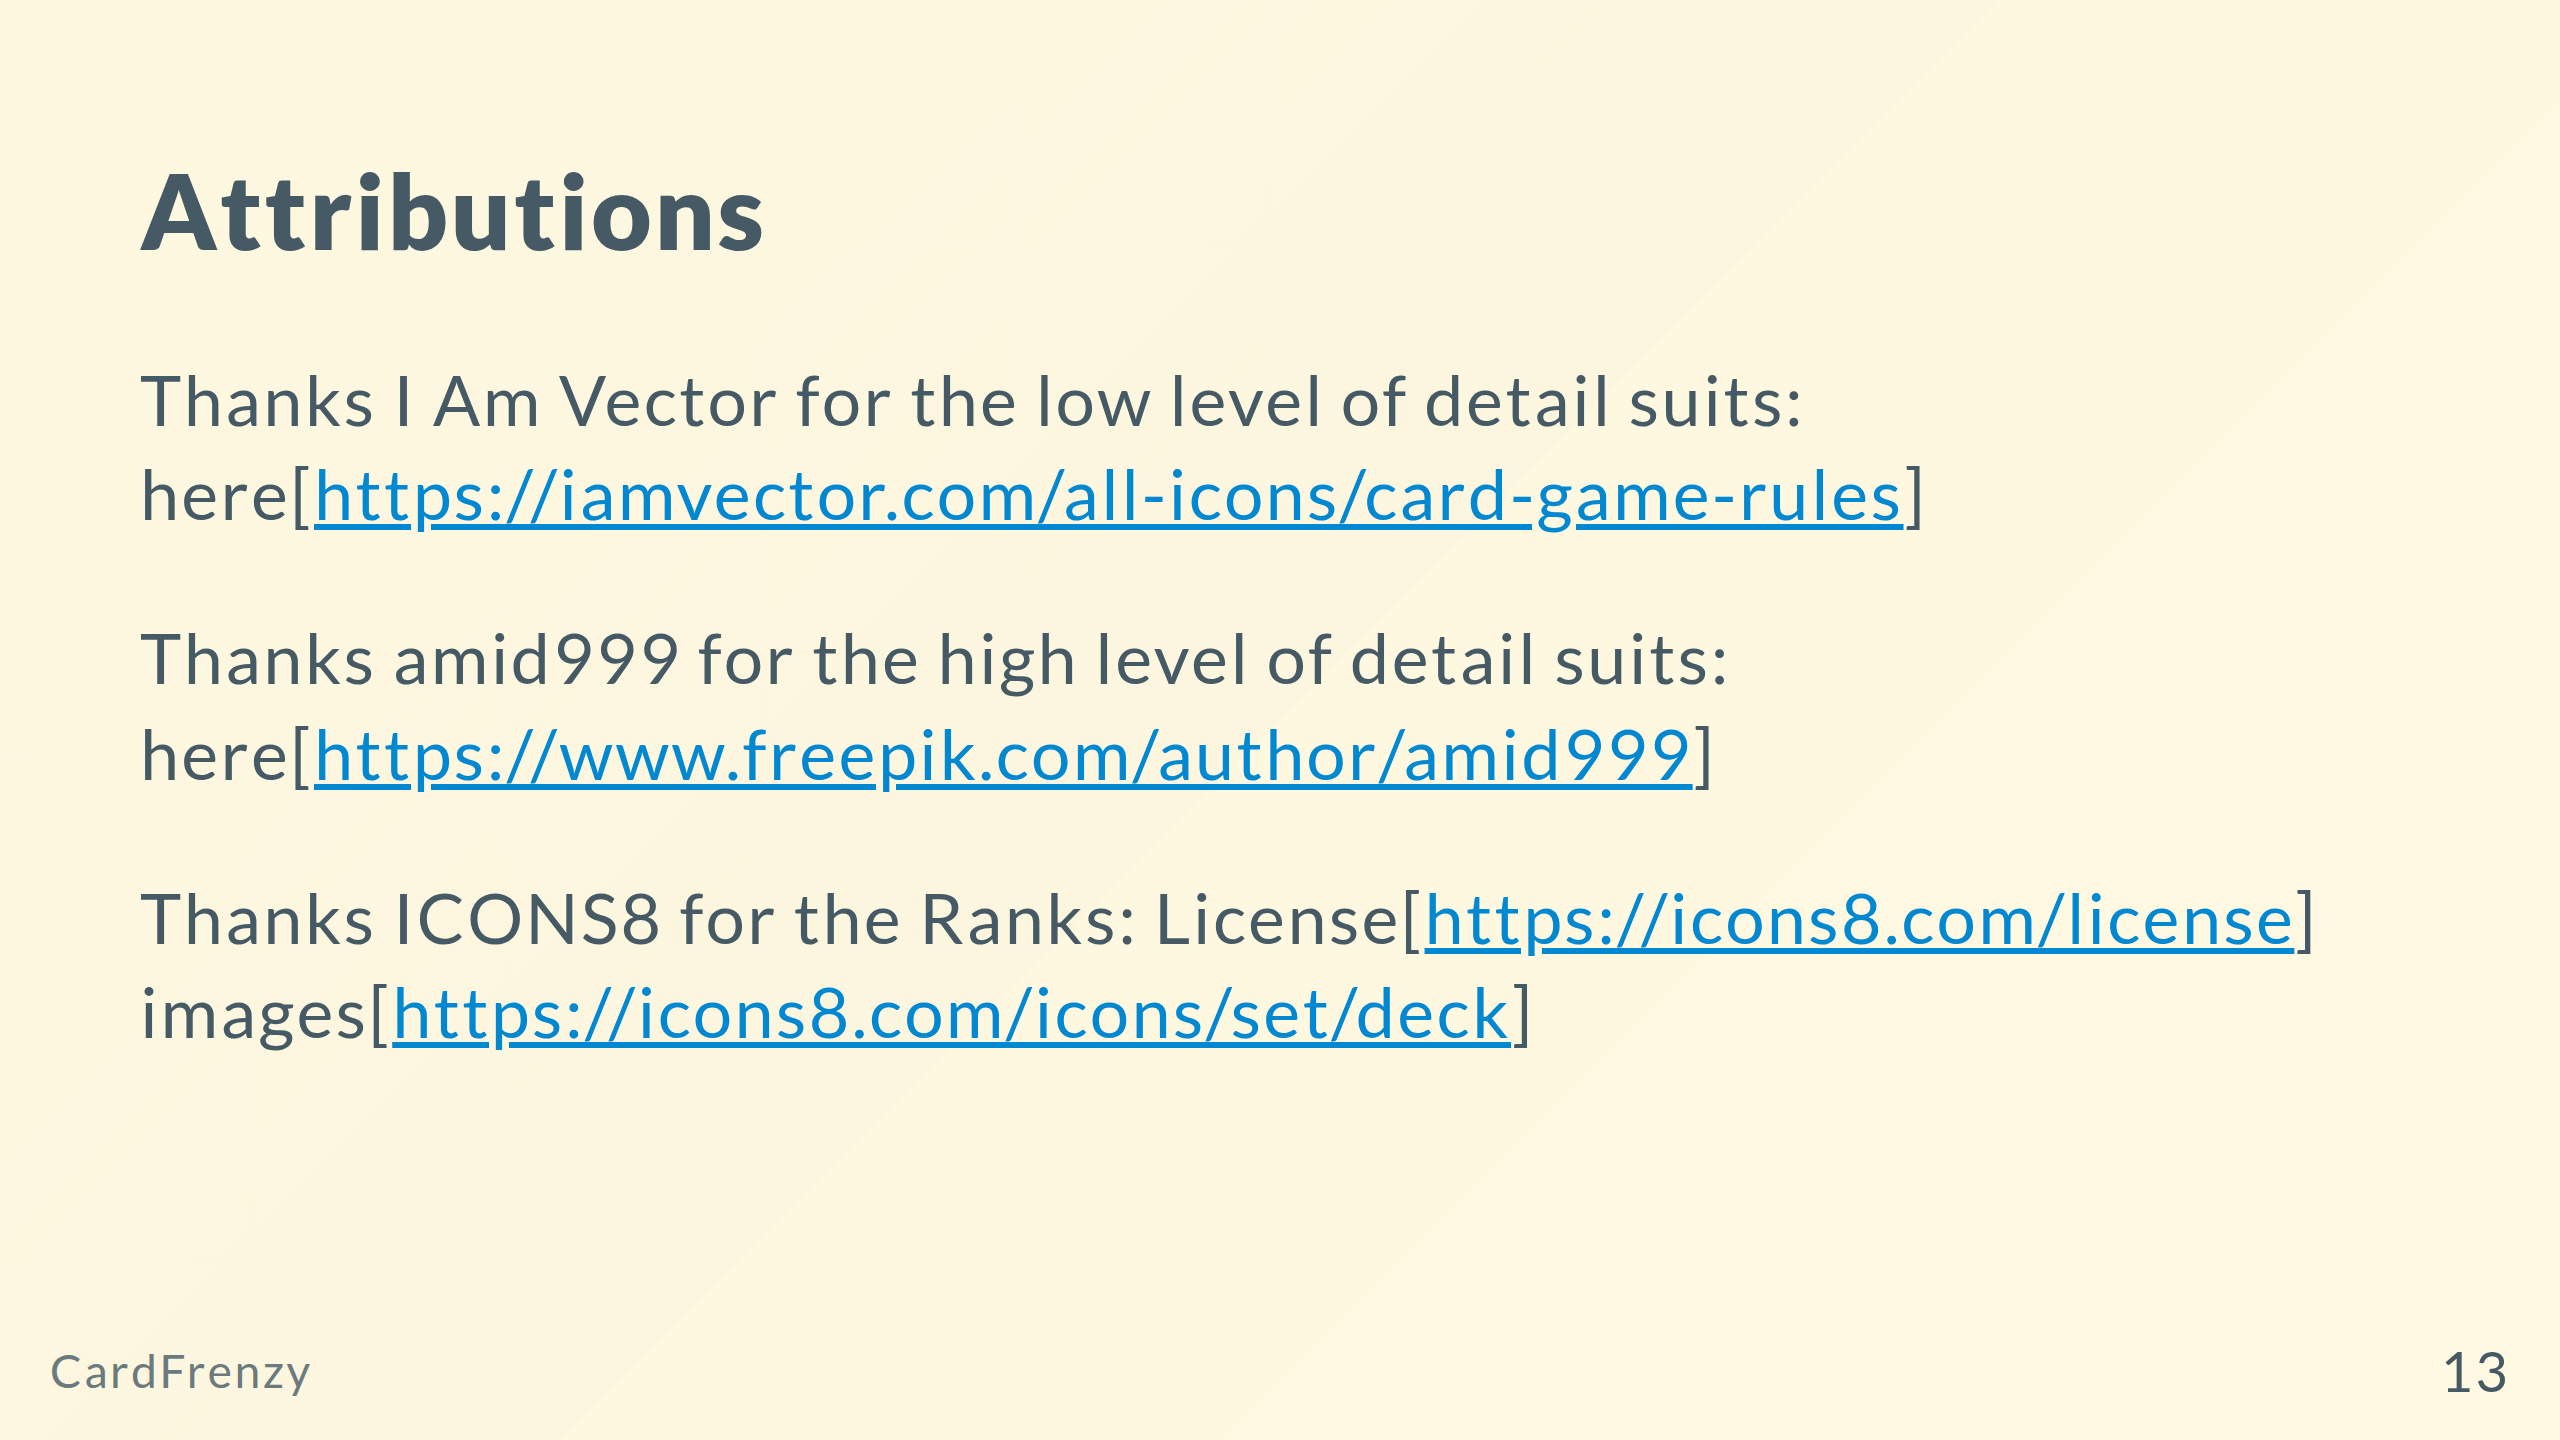 Attributions
Thanks I Am Vector for the low level of detail suits:
here[https://iamvector.com/all-icons/card-game-rules]
Thanks amid999 for the high level of detail suits:
here[https://www.freepik.com/author/amid999]
Thanks ICONS8 for the Ranks: License[https://icons8.com/license]
images[https://icons8.com/icons/set/deck]
CardFrenzy
13